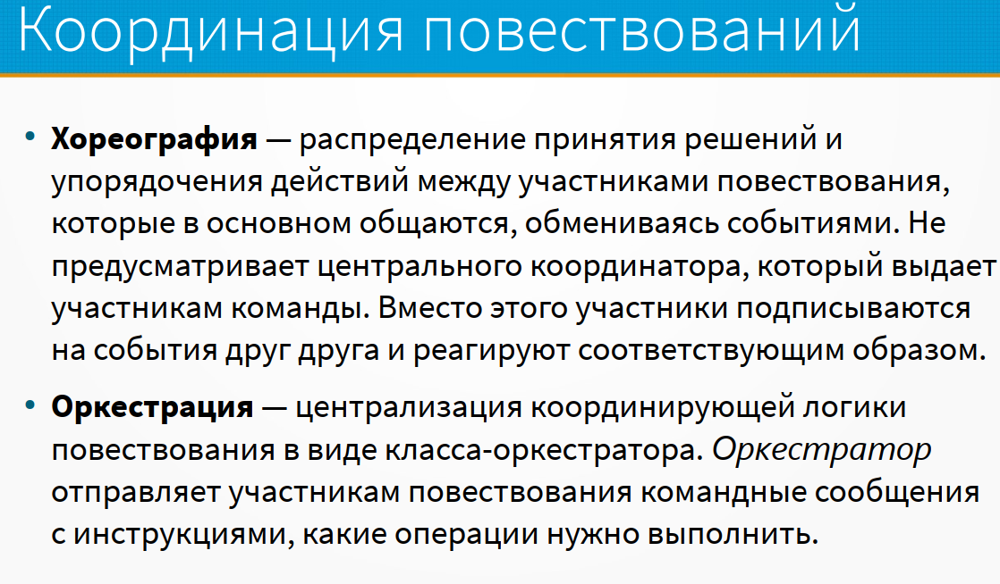 Координация повествований
• Хореография — распределение принятия решений и
упорядочения действий между участниками повествования,
которые в основном общаются, обмениваясь событиями. Не
предусматривает центрального координатора, который выдает
участникам команды. Вместо этого участники подписываются
на события друг друга и реагируют соответствующим образом.
• Оркестрация — централизация координирующей логики
повествования в виде класса-оркестратора. Оркестратор
отправляет участникам повествования командные сообщения
с инструкциями, какие операции нужно выполнить.